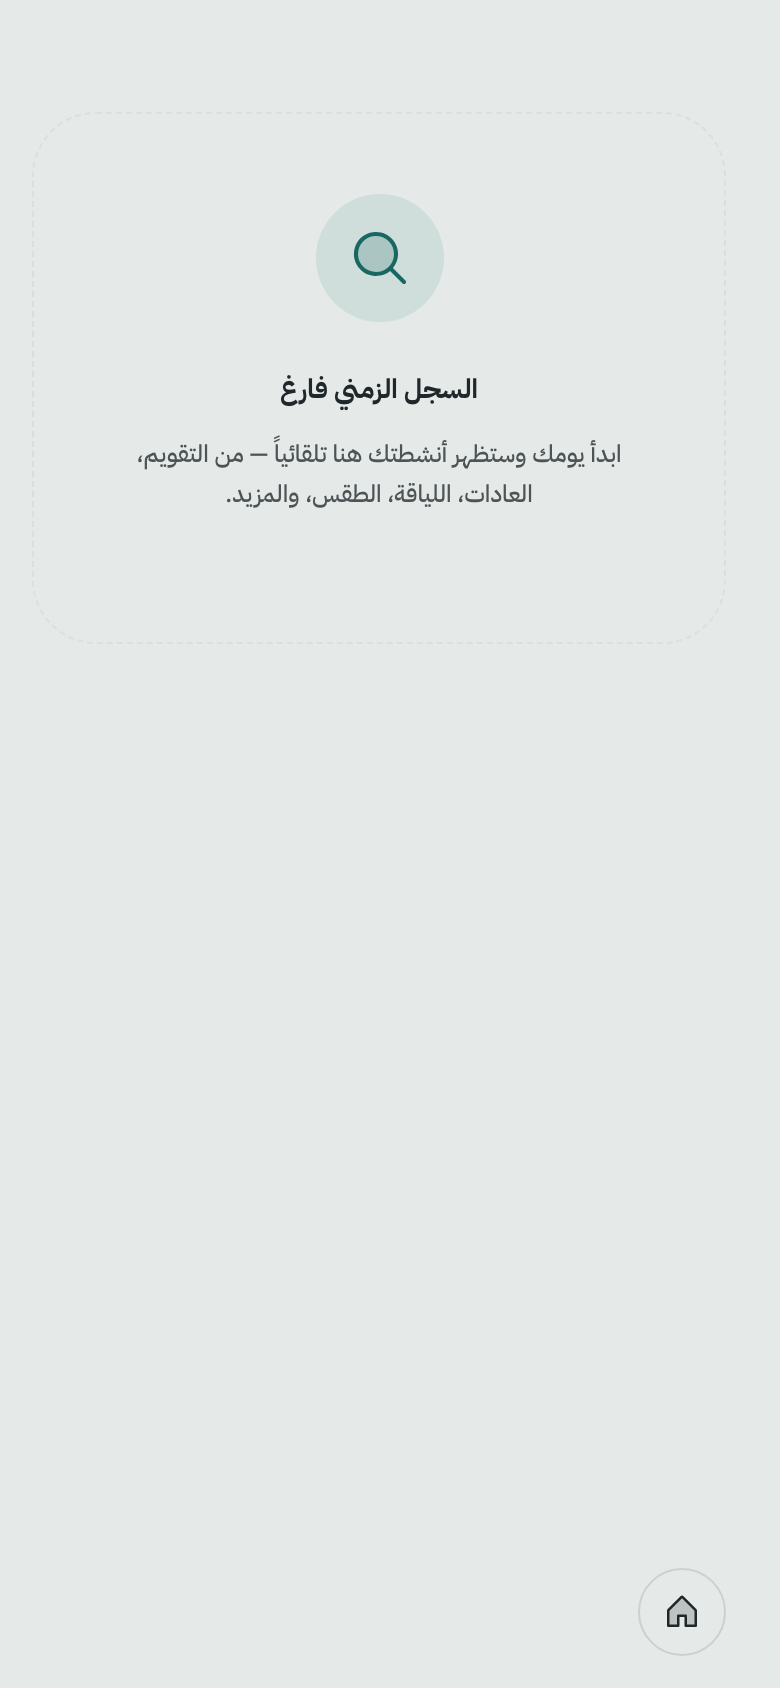 السجل الزمني فارغ
ابدأ يومك وستظهر أنشطتك هنا تلقائياً — من التقويم،
العادات، اللياقة، الطقس، والمزيد.